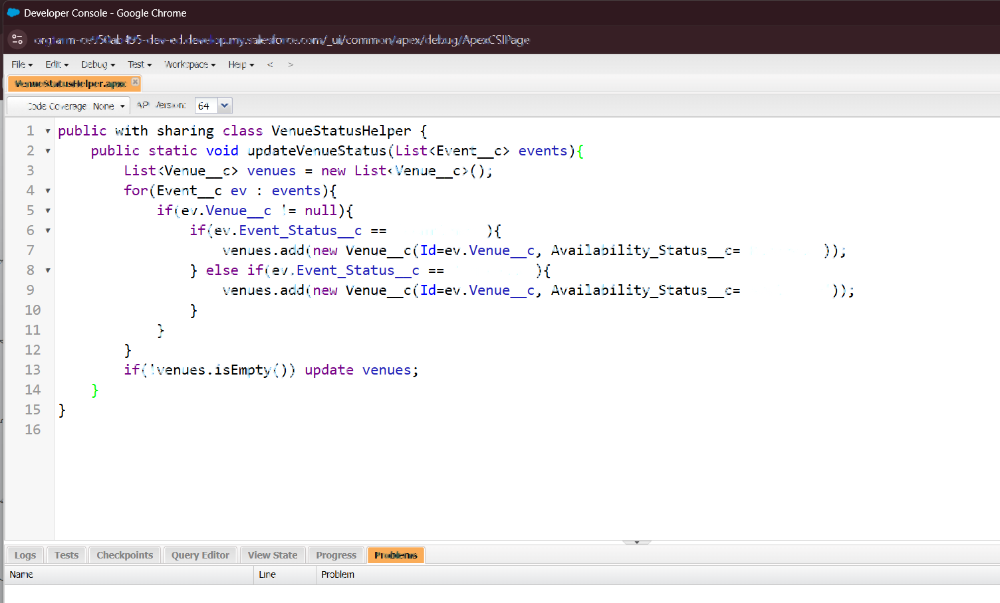 Developer Console - Google Chrome
/_ui/common/apex/debug/ApexCSIPage
File Edit Debug Test Workspace Help < >
VenueStatusHelper.apxc
Code Coverage: None API Version: 64
1 public with sharing class VenueStatusHelper {
2 public static void updateVenueStatus(List<Event__c> events){
3 List<Venue__c> venues = new List<Venue__c>();
4 for(Event__c ev : events){
5 if(ev.Venue__c != null){
6 if(ev.Event_Status__c == ){
7 venues.add(new Venue__c(Id=ev.Venue__c, Availability_Status__c= ));
8 } else if(ev.Event_Status__c == ){
9 venues.add(new Venue__c(Id=ev.Venue__c, Availability_Status__c= ));
10 }
11 }
12 }
13 if(!venues.isEmpty()) update venues;
14 }
15 }
16
Logs Tests Checkpoints Query Editor View State Progress Problems
Name Line Problem